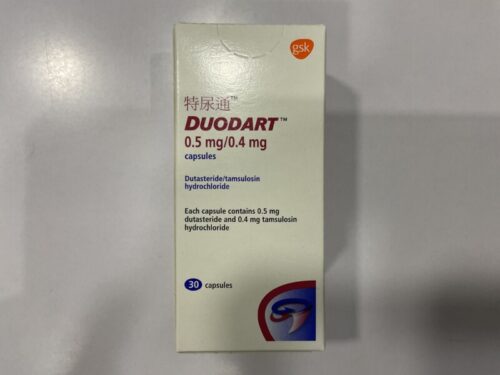 gsk
特尿通™
DUODART™
0.5 mg/0.4 mg
capsules
Dutasteride/tamsulosin
hydrochloride
Each capsule contains 0.5 mg
dutasteride and 0.4 mg tamsulosin
hydrochloride
30 capsules